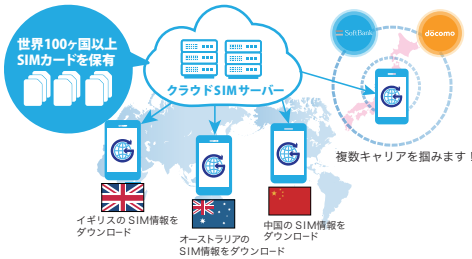 世界100ヶ国以上
SIMカードを保有
クラウドSIMサーバー
SoftBank
döcomo
複数キャリアを掴みます！
イギリスのSIM情報を
ダウンロード
オーストラリアの
SIM情報をダウンロード
中国のSIM情報を
ダウンロード